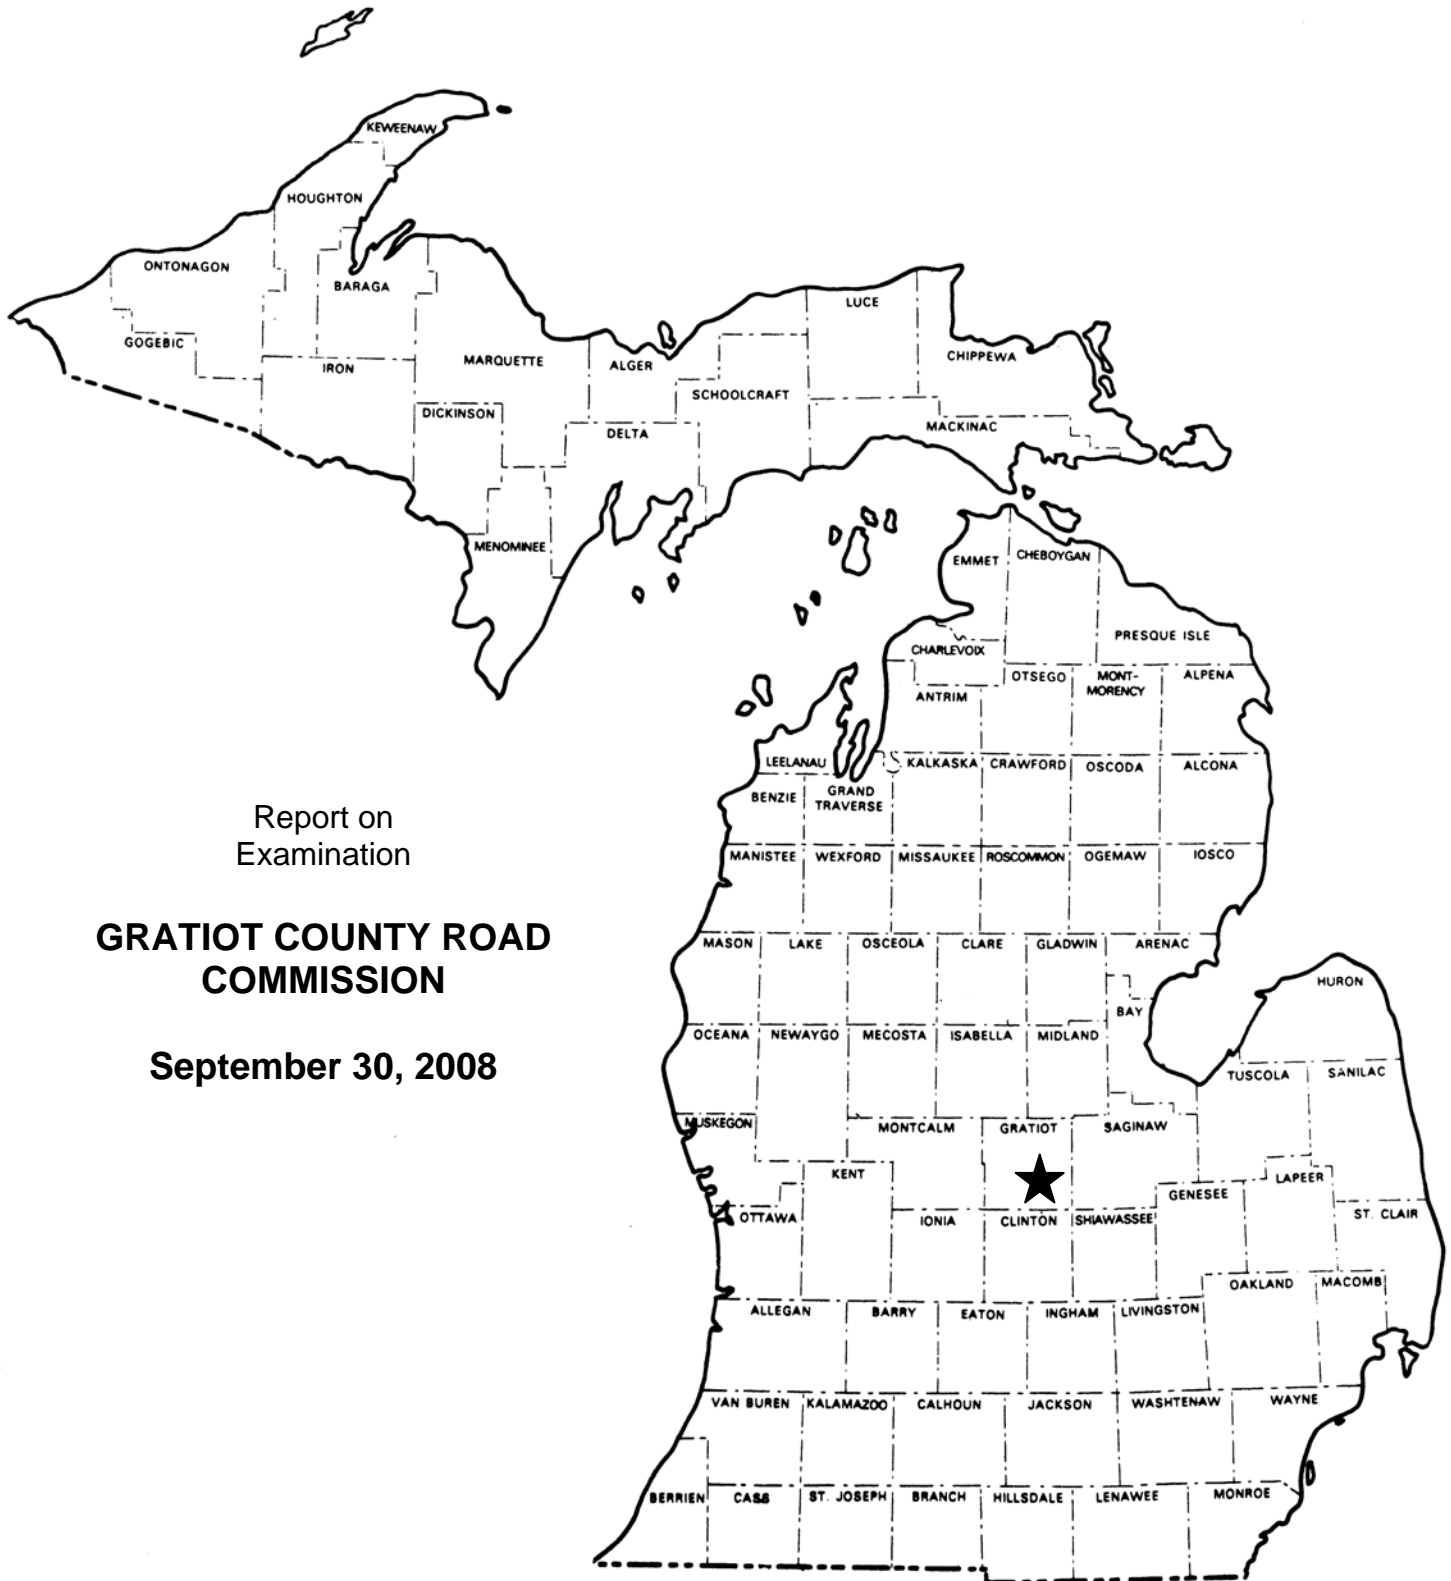 KEWEENAW
HOUGHTON
ONTONAGON
BARAGA
LUCE
GOGEBIC
IRON
MARQUETTE
ALGER
CHIPPEWA
SCHOOLCRAFT
DICKINSON
DELTA
MACKINAC
MENOMINEE
EMMET
CHEBOYGAN
PRESQUE ISLE
CHARLEVOIX
OTSEGO
MONT-
MORENCY
ALPENA
ANTRIM
LEELANAU
KALKASKA
CRAWFORD
OSCODA
ALCONA
BENZIE
GRAND
TRAVERSE
Report on
Examination
MANISTEE
WEXFORD
MISSAUKEE
ROSCOMMON
OGEMAW
IOSCO
GRATIOT COUNTY ROAD
COMMISSION
MASON
LAKE
OSCEOLA
CLARE
GLADWIN
ARENAC
HURON
BAY
OCEANA
NEWAYGO
MECOSTA
ISABELLA
MIDLAND
September 30, 2008
TUSCOLA
SANILAC
MUSKEGON
MONTCALM
GRATIOT
SAGINAW
KENT
LAPEER
GENESEE
OTTAWA
IONIA
CLINTON
SHIAWASSEE
ST. CLAIR
OAKLAND
MACOMB
ALLEGAN
BARRY
EATON
INGHAM
LIVINGSTON
VAN BUREN
KALAMAZOO
CALHOUN
JACKSON
WASHTENAW
WAYNE
BERRIEN
CASS
ST. JOSEPH
BRANCH
HILLSDALE
LENAWEE
MONROE